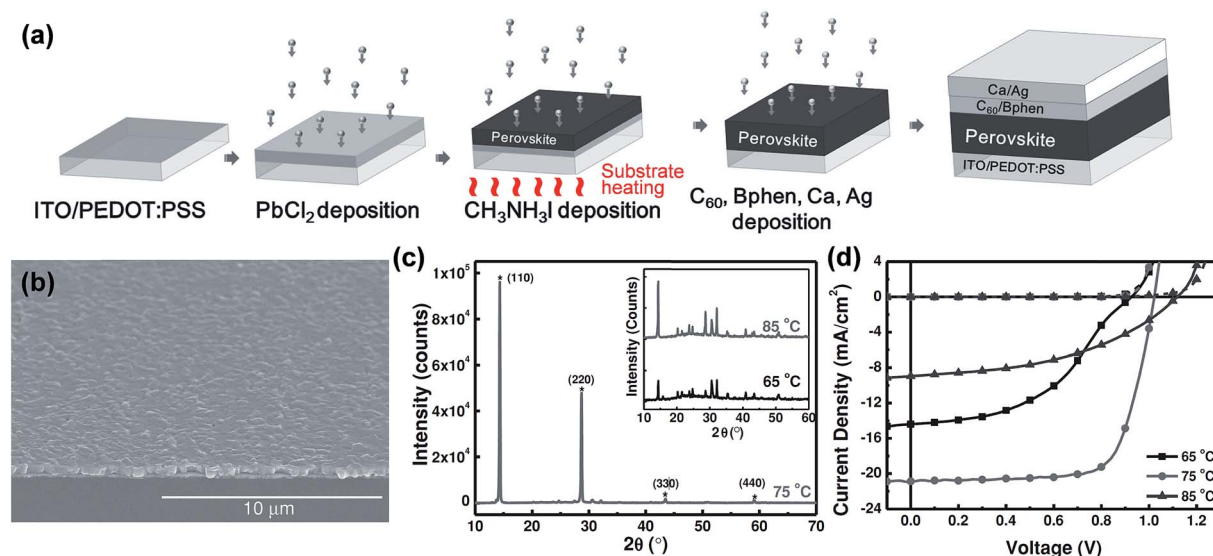 (a)
Perovskite
Substrate
heating
ITO/PEDOT:PSS
PbCl2 deposition
CH3NH3I deposition
C60, Bphen, Ca, Ag
deposition
Ca/Ag
C60/Bphen
Perovskite
ITO/PEDOT:PSS
(b)
10 μm
(c)
Intensity (counts)
1x10^5
8x10^4
6x10^4
4x10^4
2x10^4
0
(110)
(220)
(330)
(440)
75 °C
10 20 30 40 50 60 70
2θ (°)
Intensity (Counts)
85 °C
65 °C
10 20 30 40 50 60
2θ (°)
(d)
Current Density (mA/cm2)
4
0
-4
-8
-12
-16
-20
-24
65 °C
75 °C
85 °C
0.0 0.2 0.4 0.6 0.8 1.0 1.2
Voltage (V)